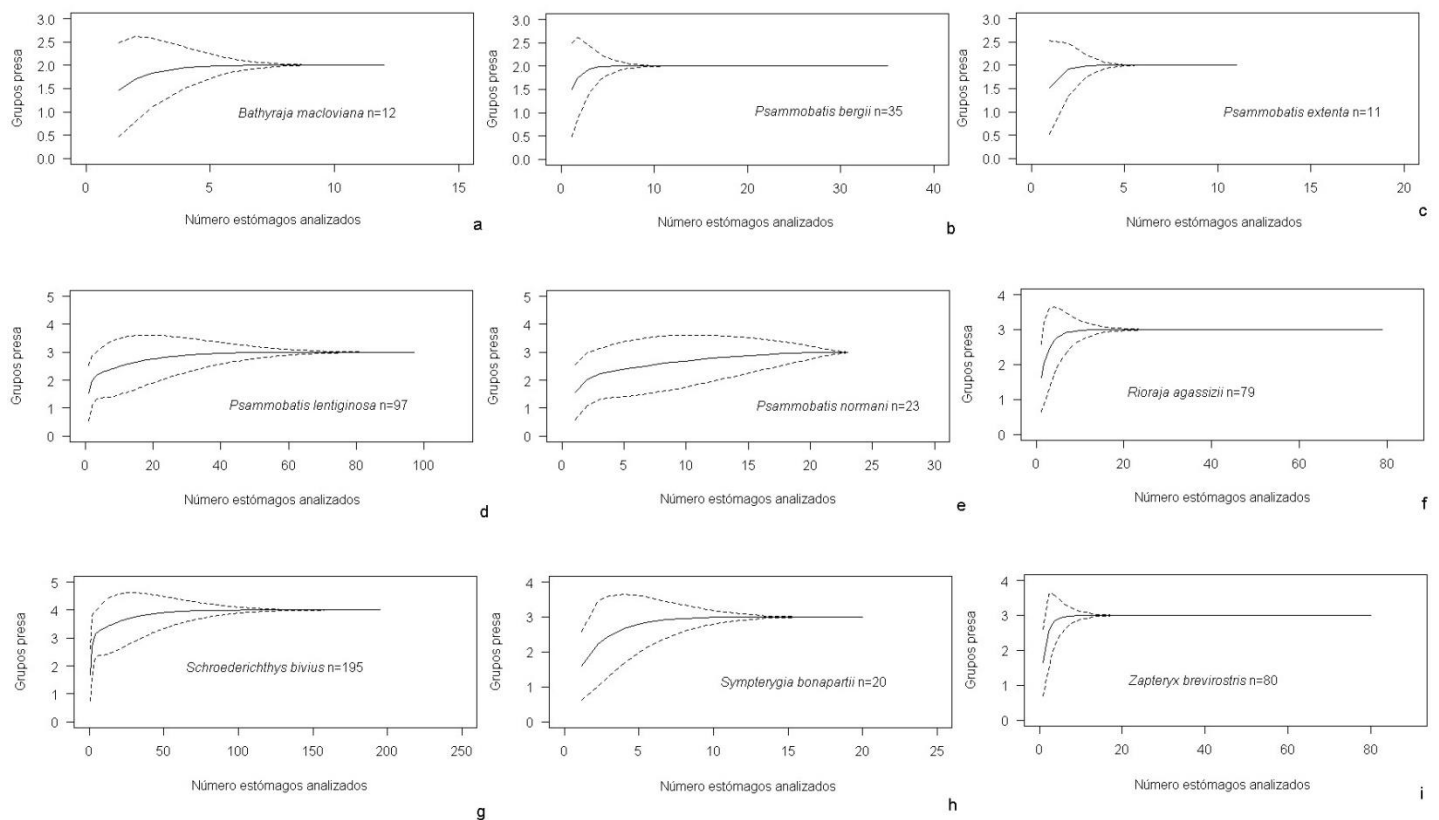 3.0
2.5
2.0
1.5
1.0
0.5
0.0
Grupos presa
Bathyraja macloviana n=12
0 5 10 15
Número estómagos analizados
a
3.0
2.5
2.0
1.5
1.0
0.5
0.0
Grupos presa
Psammobatis bergii n=35
0 10 20 30 40
Número estómagos analizados
b
3.0
2.5
2.0
1.5
1.0
0.5
0.0
Grupos presa
Psammobatis extenta n=11
0 5 10 15 20
Número estómagos analizados
c
5
4
3
2
1
0
Grupos presa
Psammobatis lentiginosa n=97
0 20 40 60 80 100
Número estómagos analizados
d
5
4
3
2
1
0
Grupos presa
Psammobatis normani n=23
0 5 10 15 20 25 30
Número estómagos analizados
e
4
3
2
1
0
Grupos presa
Rioraja agassizii n=79
0 20 40 60 80
Número estómagos analizados
f
5
4
3
2
1
0
Grupos presa
Schroederichthys bivius n=195
0 50 100 150 200 250
Número estómagos analizados
g
4
3
2
1
0
Grupos presa
Sympterygia bonapartii n=20
0 5 10 15 20 25
Número estómagos analizados
h
4
3
2
1
0
Grupos presa
Zapteryx brevirostris n=80
0 20 40 60 80
Número estómagos analizados
i